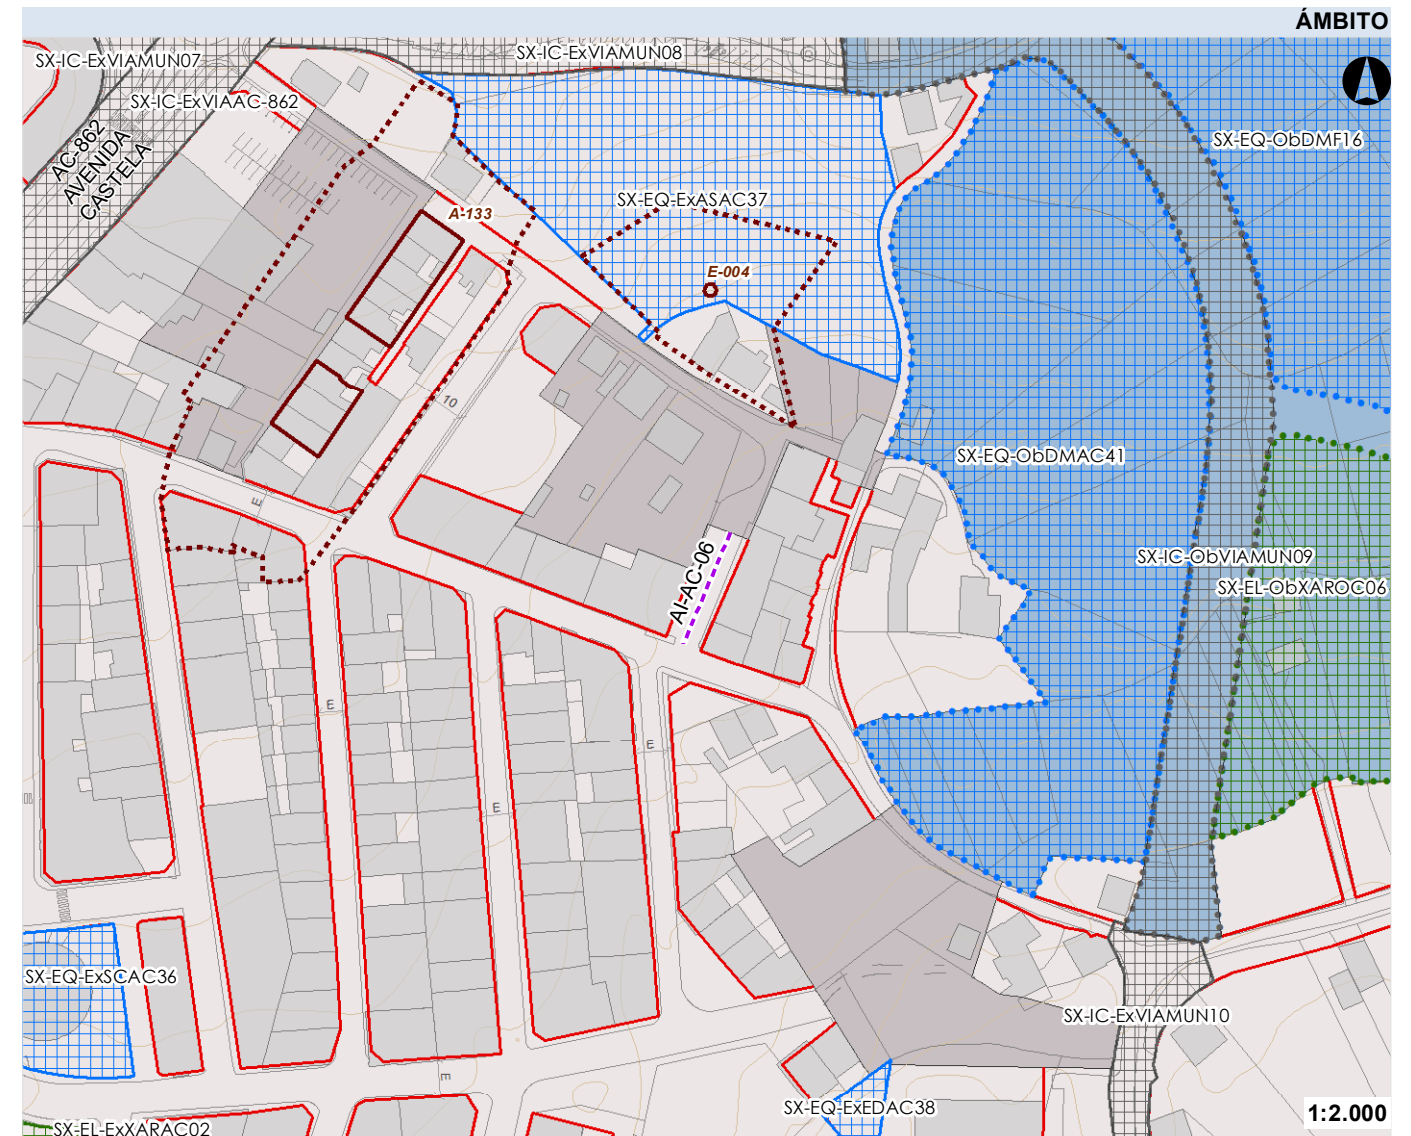 ÁMBITO
SX-IC-ExVIAMUN07
SX-IC-ExVIAMUN08
SX-IC-ExVIAAC-862
AC-862
AVENIDA
CASTELA
SX-EQ-ObDMF16
SX-EQ-ExASAC37
A-133
E-004
10
SX-EQ-ObDMAC41
E
AI-AC-06
SX-IC-ObVIAMUN09
SX-EL-ObXAROC06
E
E
E
SX-EQ-ExSCAC36
SX-IC-ExVIAMUN10
E
SX-EQ-ExEDAC38
SX-EL-ExXARAC02
1:2.000